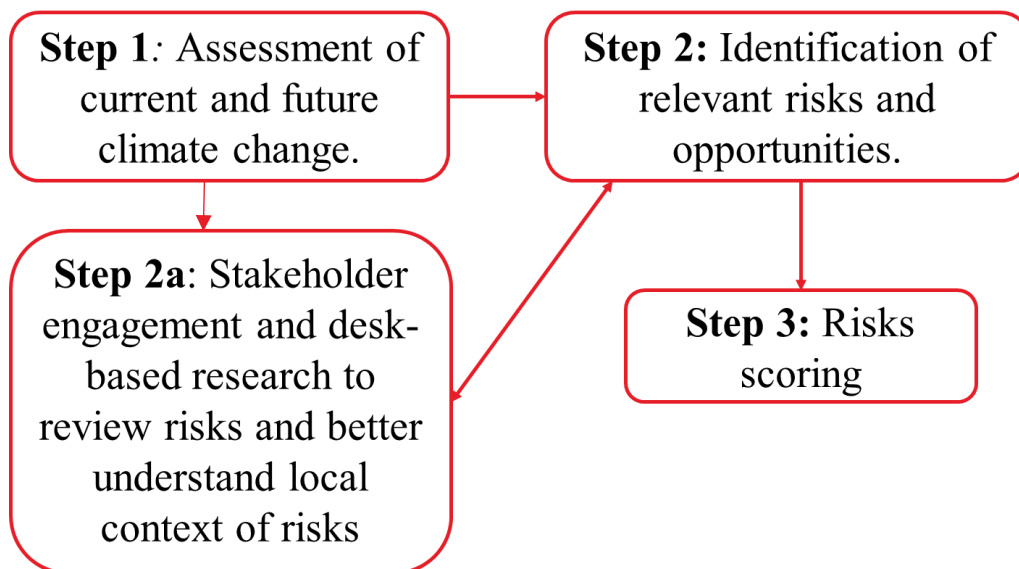 Step 1: Assessment of
current and future
climate change.
Step 2: Identification of
relevant risks and
opportunities.
Step 2a: Stakeholder
engagement and desk-
based research to
review risks and better
understand local
context of risks
Step 3: Risks
scoring